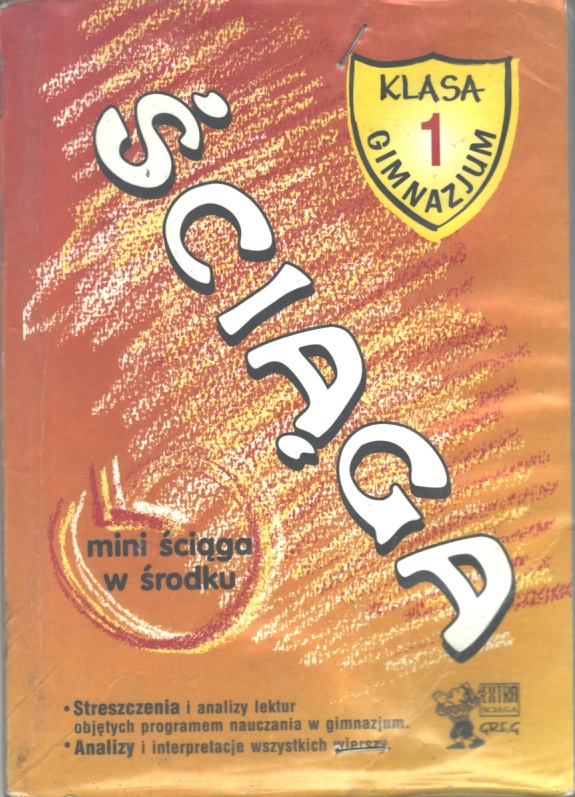 KLASA
1
GIMNAZJUM
ŚCIĄGA
mini ściąga
w środku
• Streszczenia i analizy lektur
objętych programem nauczania w gimnazjum.
• Analizy i interpretacje wszystkich wierszy.
EXTRA
ŚCIĄGA
GREG